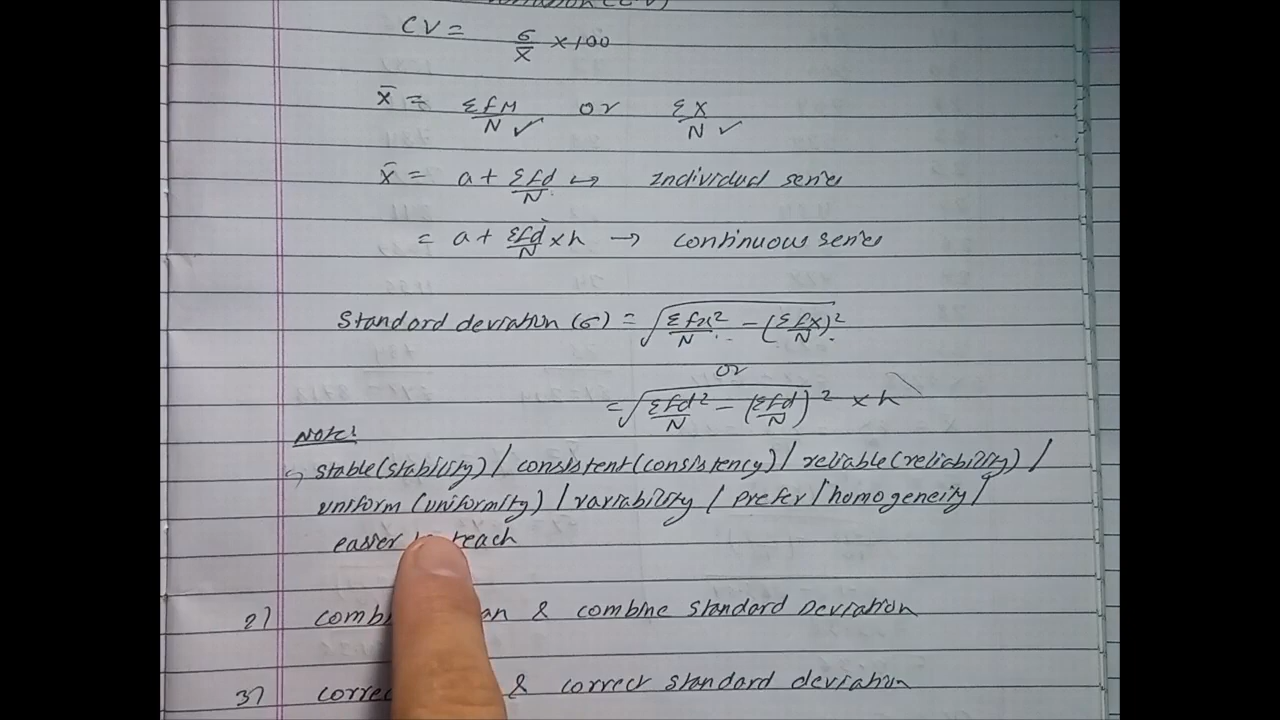 CV = σ/x̄ × 100
x̄ = ΣfM/N ✓ or Σx/N ✓
x̄ = a + Σfd/N → Individual series
= a + Σfd'/N × h → continuous series
Standard deviation (σ) = √(Σfx²/N - (Σfx/N)²)
or
= √(Σfd²/N - (Σfd/N)²) × h
Note:
↪ stable(stability) / consistent(consistency) / reliable(reliability) /
uniform (uniformity) / variability / prefer / homogeneity /
easier teach
2) & combine standard Deviation
3) & correct standard deviation